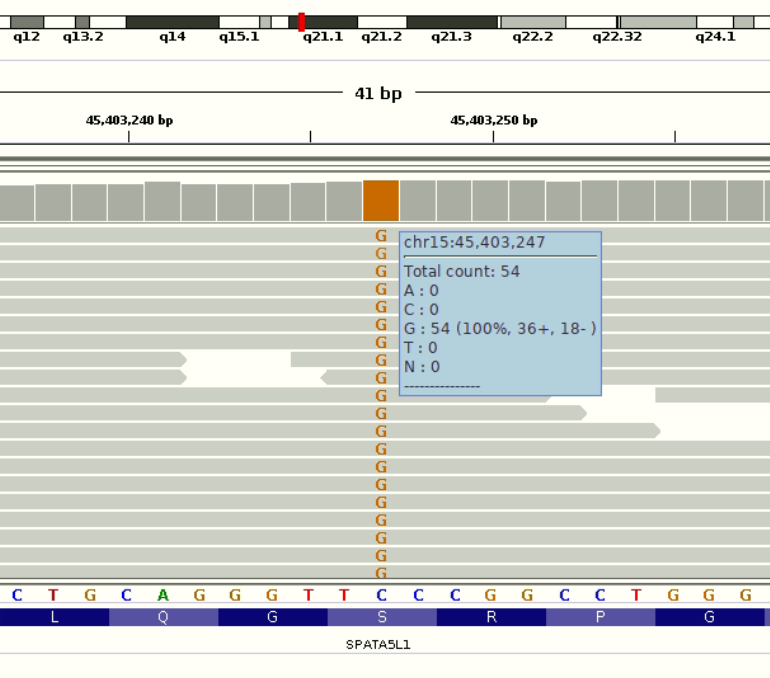 q12 q13.2 q14 q15.1 q21.1 q21.2 q21.3 q22.2 q22.32 q24.1
41 bp
45,403,240 bp 45,403,250 bp
G
chr15:45,403,247
G
G
Total count: 54
G
A : 0
G
C : 0
G
G : 54 (100%, 36+, 18- )
G
T : 0
G
N : 0
G
---------------
G
G
G
G
G
G
G
G
G
G
G
C T G C A G G G T T C C C G G C C T G G G
L Q G S R P G
SPATA5L1